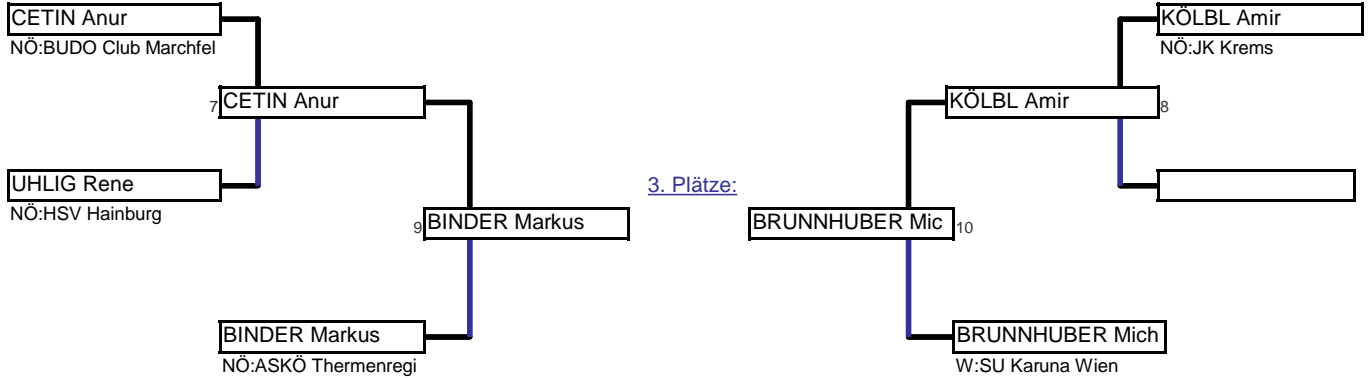 CETIN Anur
NÖ:BUDO Club Marchfel
7 CETIN Anur
UHLIG Rene
NÖ:HSV Hainburg
9 BINDER Markus
BINDER Markus
NÖ:ASKÖ Thermenregi
3. Plätze:
KÖLBL Amir
NÖ:JK Krems
KÖLBL Amir 8
BRUNNHUBER Mic 10
BRUNNHUBER Mich
W:SU Karuna Wien